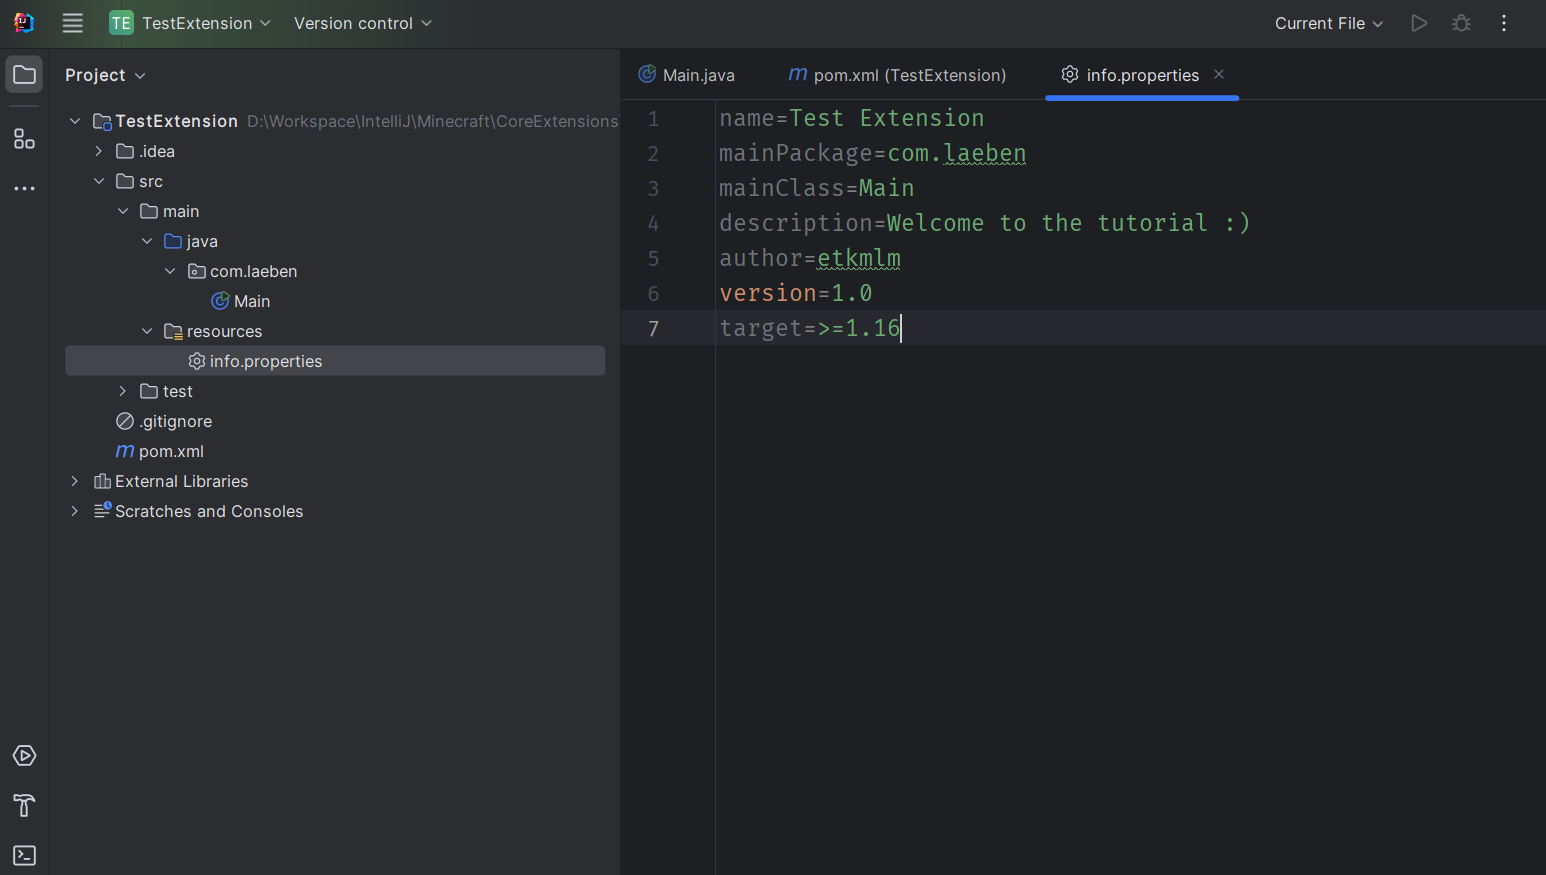 TE TestExtension Version control Current File
Project
TestExtension D:\Workspace\IntelliJ\Minecraft\CoreExtensions
.idea
src
main
java
com.laeben
Main
resources
info.properties
test
.gitignore
pom.xml
External Libraries
Scratches and Consoles
Main.java pom.xml (TestExtension) info.properties
1 name=Test Extension
2 mainPackage=com.laeben
3 mainClass=Main
4 description=Welcome to the tutorial :)
5 author=etkmlm
6 version=1.0
7 target=>=1.16